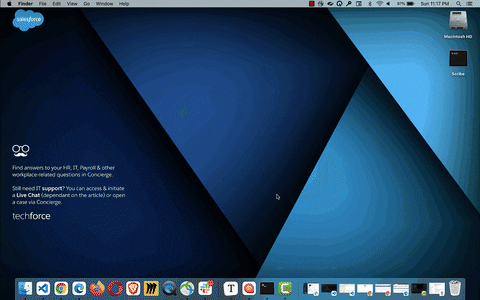 Finder File Edit View Go Window Help
Sun 11:17 PM
salesforce
Macintosh HD
Scribe
Find answers to your HR, IT, Payroll & other
workplace-related questions in Concierge.
Still need IT support? You can access & initiate
a Live Chat (dependant on the article) or open
a case via Concierge.
techforce
T